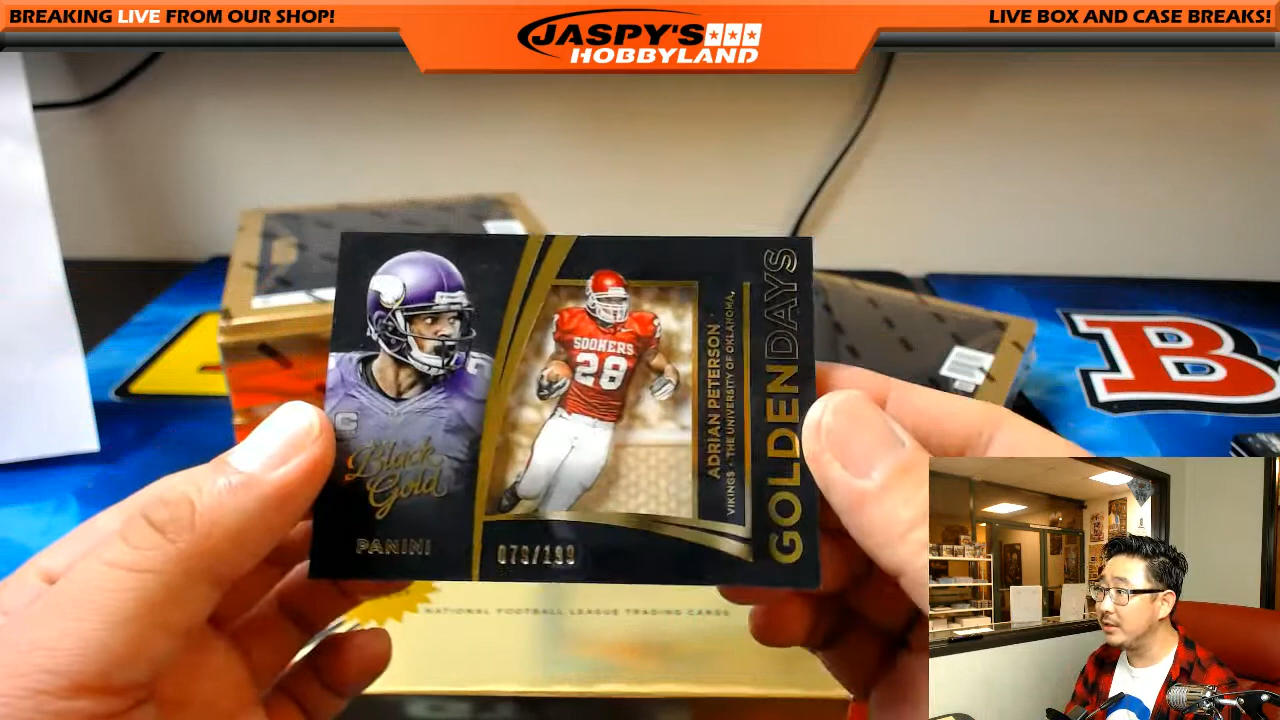 BREAKING LIVE FROM OUR SHOP!
JASPY'S
HOBBYLAND
LIVE BOX AND CASE BREAKS!
SOONERS
28
C
Black
Gold
PANINI
079/199
ADRIAN PETERSON
VIKINGS · THE UNIVERSITY OF OKLAHOMA,
GOLDEN DAYS
B
NATIONAL FOOTBALL LEAGUE TRADING CARDS